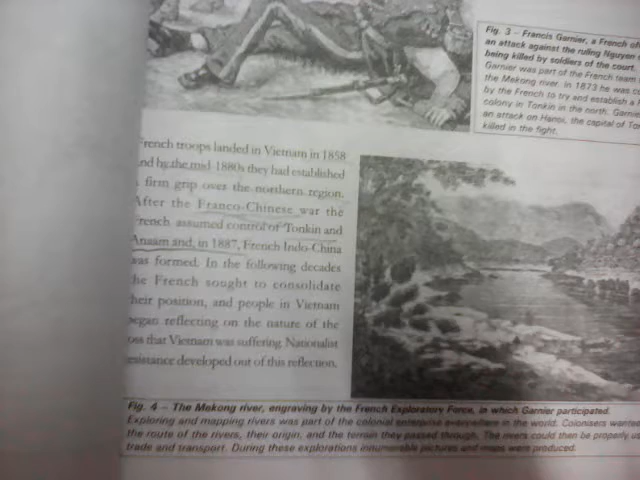 Fig. 3 – Francis Garnier, a French of
an attack against the ruling Nguyen
being killed by soldiers of the court.
Garnier was part of the French team
the Mekong river. In 1873 he was co
by the French to try and establish a
colony in Tonkin in the north. Garnie
an attack on Hanoi, the capital of Ton
killed in the fight.
French troops landed in Vietnam in 1858
nd by the mid-1880s they had established
firm grip over the northern region.
After the Franco-Chinese war the
French assumed control of Tonkin and
Anaam and, in 1887, French Indo-China
was formed. In the following decades
he French sought to consolidate
heir position, and people in Vietnam
egan reflecting on the nature of the
oss that Vietnam was suffering. Nationalist
esistance developed out of this reflection.
Fig. 4 – The Mekong river, engraving by the French Exploratory Force, in which Garnier participated.
Exploring and mapping rivers was part of the colonial enterprise everywhere in the world. Colonisers wanted
the route of the rivers, their origin, and the terrain they passed through. The rivers could then be properly us
trade and transport. During these explorations innumerable pictures and maps were produced.